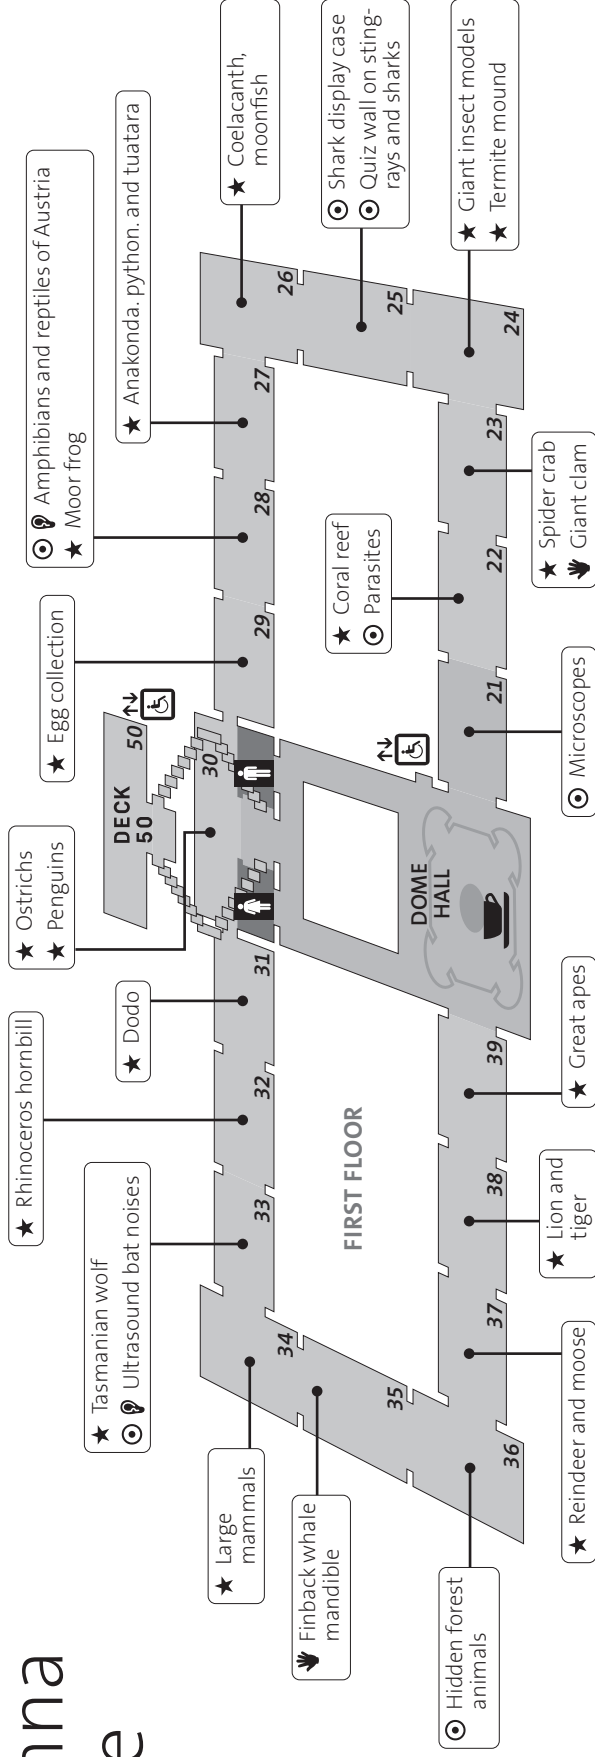 nna
e
Tasmanian wolf
Ultrasound bat noises
Rhinoceros hornbill
Dodo
Ostrichs
Penguins
Egg collection
Amphibians and reptiles of Austria
Moor frog
Anakonda. python. and tuatara
Coelacanth,
moonfish
Shark display case
Quiz wall on sting-
rays and sharks
Giant insect models
Termite mound
Large
mammals
Finback whale
mandible
Hidden forest
animals
Reindeer and moose
Lion and
tiger
Great apes
Microscopes
Coral reef
Parasites
Spider crab
Giant clam
DECK
50
50
FIRST FLOOR
DOME
HALL
34
33
32
31
30
29
28
27
26
25
24
23
22
21
39
38
37
36
35